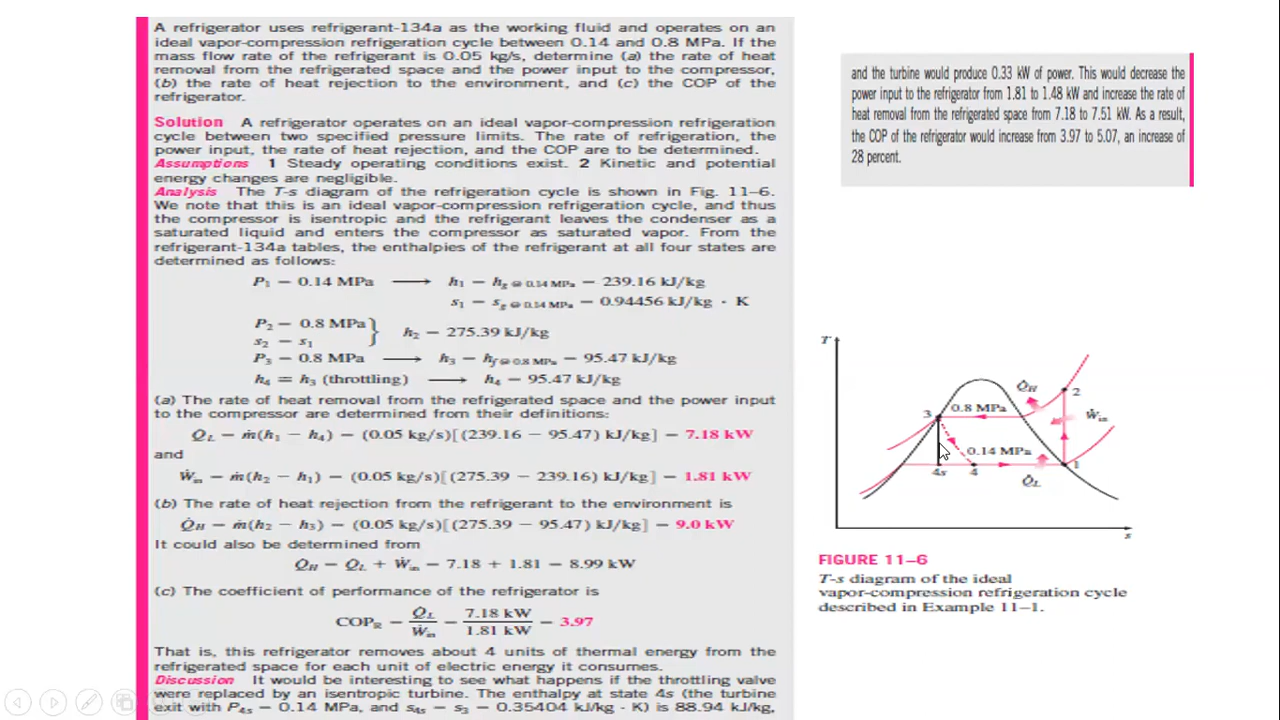 A refrigerator uses refrigerant-134a as the working fluid and operates on an
ideal vapor-compression refrigeration cycle between 0.14 and 0.8 MPa. If the
mass flow rate of the refrigerant is 0.05 kg/s, determine (a) the rate of heat
removal from the refrigerated space and the power input to the compressor,
(b) the rate of heat rejection to the environment, and (c) the COP of the
refrigerator.
Solution A refrigerator operates on an ideal vapor-compression refrigeration
cycle between two specified pressure limits. The rate of refrigeration, the
power input, the rate of heat rejection, and the COP are to be determined.
Assumptions 1 Steady operating conditions exist. 2 Kinetic and potential
energy changes are negligible.
Analysis The T-s diagram of the refrigeration cycle is shown in Fig. 11–6.
We note that this is an ideal vapor-compression refrigeration cycle, and thus
the compressor is isentropic and the refrigerant leaves the condenser as a
saturated liquid and enters the compressor as saturated vapor. From the
refrigerant-134a tables, the enthalpies of the refrigerant at all four states are
determined as follows:
P₁ = 0.14 MPa ⟶ h₁ = h_g @ 0.14 MPa = 239.16 kJ/kg
s₁ = s_g @ 0.14 MPa = 0.94456 kJ/kg · K
P₂ = 0.8 MPa
s₂ = s₁ } h₂ = 275.39 kJ/kg
P₃ = 0.8 MPa ⟶ h₃ = h_f @ 0.8 MPa = 95.47 kJ/kg
h₄ ≅ h₃ (throttling) ⟶ h₄ = 95.47 kJ/kg
(a) The rate of heat removal from the refrigerated space and the power input
to the compressor are determined from their definitions:
Q̇_L = ṁ(h₁ − h₄) = (0.05 kg/s)[(239.16 − 95.47) kJ/kg] = 7.18 kW
and
Ẇ_in = ṁ(h₂ − h₁) = (0.05 kg/s)[(275.39 − 239.16) kJ/kg] = 1.81 kW
(b) The rate of heat rejection from the refrigerant to the environment is
Q̇_H = ṁ(h₂ − h₃) = (0.05 kg/s)[(275.39 − 95.47) kJ/kg] = 9.0 kW
It could also be determined from
Q̇_H = Q̇_L + Ẇ_in = 7.18 + 1.81 = 8.99 kW
(c) The coefficient of performance of the refrigerator is
COP_R = Q̇_L / Ẇ_in = 7.18 kW / 1.81 kW = 3.97
That is, this refrigerator removes about 4 units of thermal energy from the
refrigerated space for each unit of electric energy it consumes.
Discussion It would be interesting to see what happens if the throttling valve
were replaced by an isentropic turbine. The enthalpy at state 4s (the turbine
exit with P₄ₛ = 0.14 MPa, and s₄ₛ = s₃ = 0.35404 kJ/kg · K) is 88.94 kJ/kg,
and the turbine would produce 0.33 kW of power. This would decrease the
power input to the refrigerator from 1.81 to 1.48 kW and increase the rate of
heat removal from the refrigerated space from 7.18 to 7.51 kW. As a result,
the COP of the refrigerator would increase from 3.97 to 5.07, an increase of
28 percent.
T
Q̇_H
2
3
0.8 MPa
Ẇ_in
0.14 MPa
4s
4
1
Q̇_L
s
FIGURE 11–6
T-s diagram of the ideal
vapor-compression refrigeration cycle
described in Example 11–1.